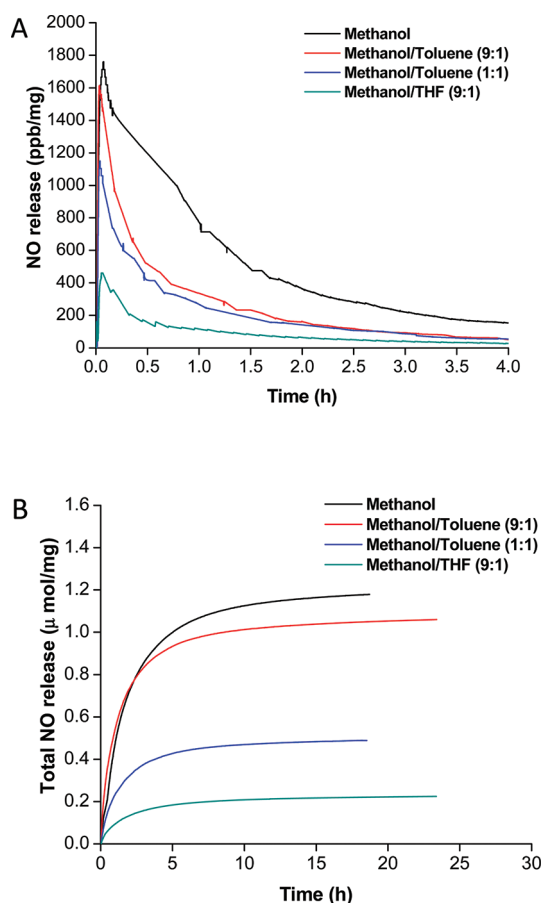 A
Methanol
Methanol/Toluene (9:1)
Methanol/Toluene (1:1)
Methanol/THF (9:1)
NO release (ppb/mg)
2000
1800
1600
1400
1200
1000
800
600
400
200
0
0.0 0.5 1.0 1.5 2.0 2.5 3.0 3.5 4.0
Time (h)
B
Methanol
Methanol/Toluene (9:1)
Methanol/Toluene (1:1)
Methanol/THF (9:1)
Total NO release (μ mol/mg)
1.6
1.4
1.2
1.0
0.8
0.6
0.4
0.2
0.0
0 5 10 15 20 25 30
Time (h)